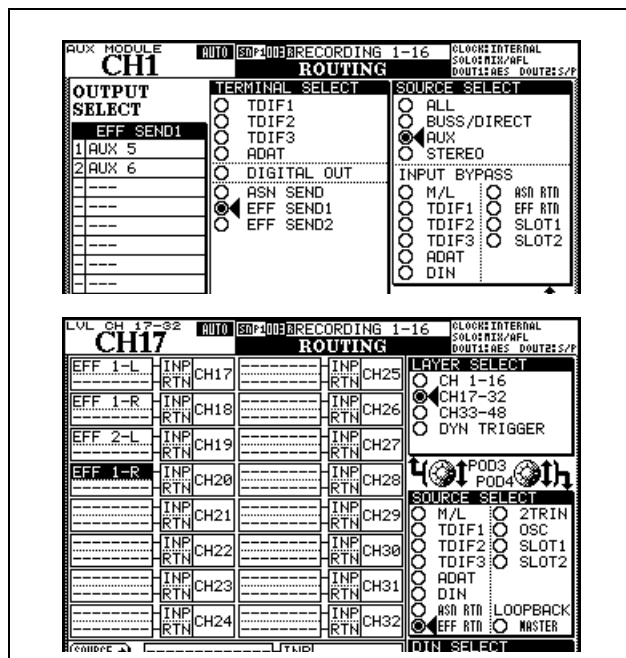 AUX MODULE AUTO SNP 1 003 R RECORDING 1-16 CLOCK:INTERNAL
CH1 ROUTING SOLO:MIX/AFL
DOUT1:AES DOUT2:S/P
OUTPUT SELECT
EFF SEND1
1 AUX 5
2 AUX 6
- ---
- ---
- ---
- ---
- ---
- ---
TERMINAL SELECT
TDIF1
TDIF2
TDIF3
ADAT
DIGITAL OUT
ASN SEND
EFF SEND1
EFF SEND2
SOURCE SELECT
ALL
BUSS/DIRECT
AUX
STEREO
INPUT BYPASS
M/L ASN RTN
TDIF1 EFF RTN
TDIF2 SLOT1
TDIF3 SLOT2
ADAT
DIN
LVL CH 17-32 AUTO SNP 1 003 R RECORDING 1-16 CLOCK:INTERNAL
CH17 ROUTING SOLO:MIX/AFL
DOUT1:AES DOUT2:S/P
EFF 1-L INP CH17 --------- INP CH25
--------- RTN --------- RTN
EFF 1-R INP CH18 --------- INP CH26
--------- RTN --------- RTN
EFF 2-L INP CH19 --------- INP CH27
--------- RTN --------- RTN
EFF 1-R INP CH20 --------- INP CH28
--------- RTN --------- RTN
--------- INP CH21 --------- INP CH29
--------- RTN --------- RTN
--------- INP CH22 --------- INP CH30
--------- RTN --------- RTN
--------- INP CH23 --------- INP CH31
--------- RTN --------- RTN
--------- INP CH24 --------- INP CH32
--------- RTN --------- RTN
SOURCE --------- INP
LAYER SELECT
CH 1-16
CH17-32
CH33-48
DYN TRIGGER
POD3
POD4
SOURCE SELECT
M/L 2TRIN
TDIF1 OSC
TDIF2 SLOT1
TDIF3 SLOT2
ADAT
DIN
ASN RTN LOOPBACK
EFF RTN MASTER
DIN SELECT